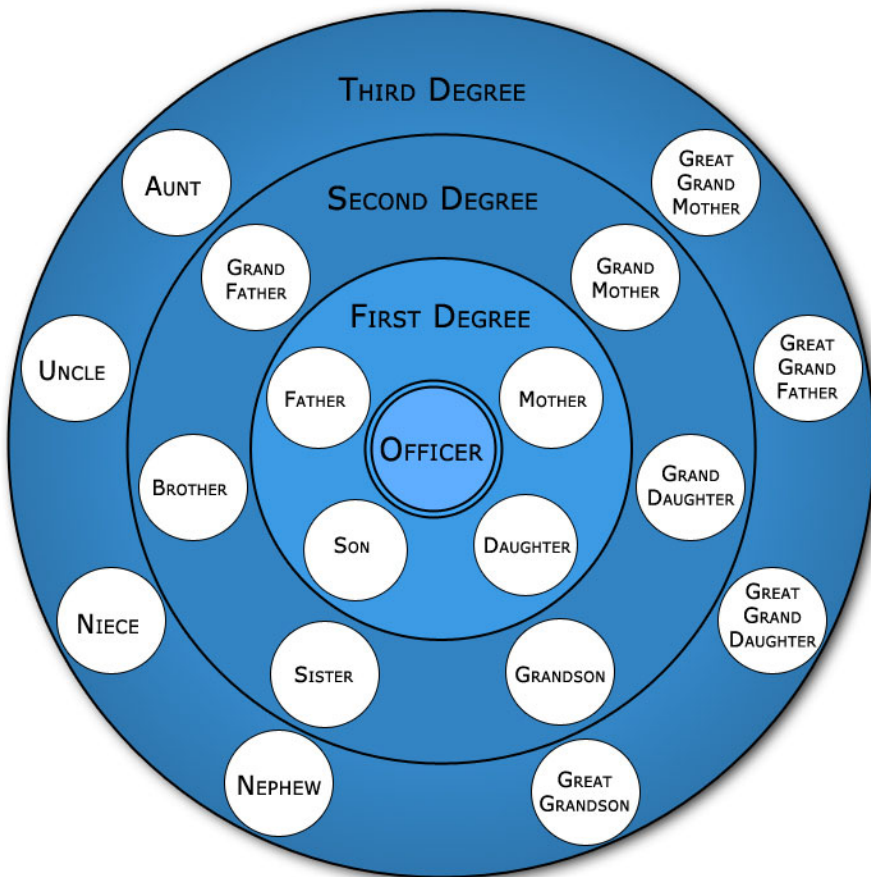 Third Degree
Aunt
Great
Grand
Mother
Second Degree
Grand
Father
Grand
Mother
First Degree
Uncle
Great
Grand
Father
Father
Mother
Officer
Brother
Grand
Daughter
Son
Daughter
Niece
Great
Grand
Daughter
Sister
Grandson
Nephew
Great
Grandson